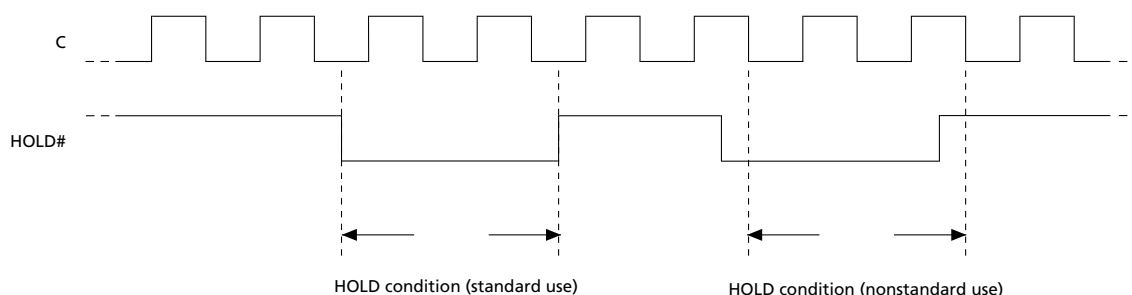 C
HOLD#
HOLD condition (standard use)
HOLD condition (nonstandard use)